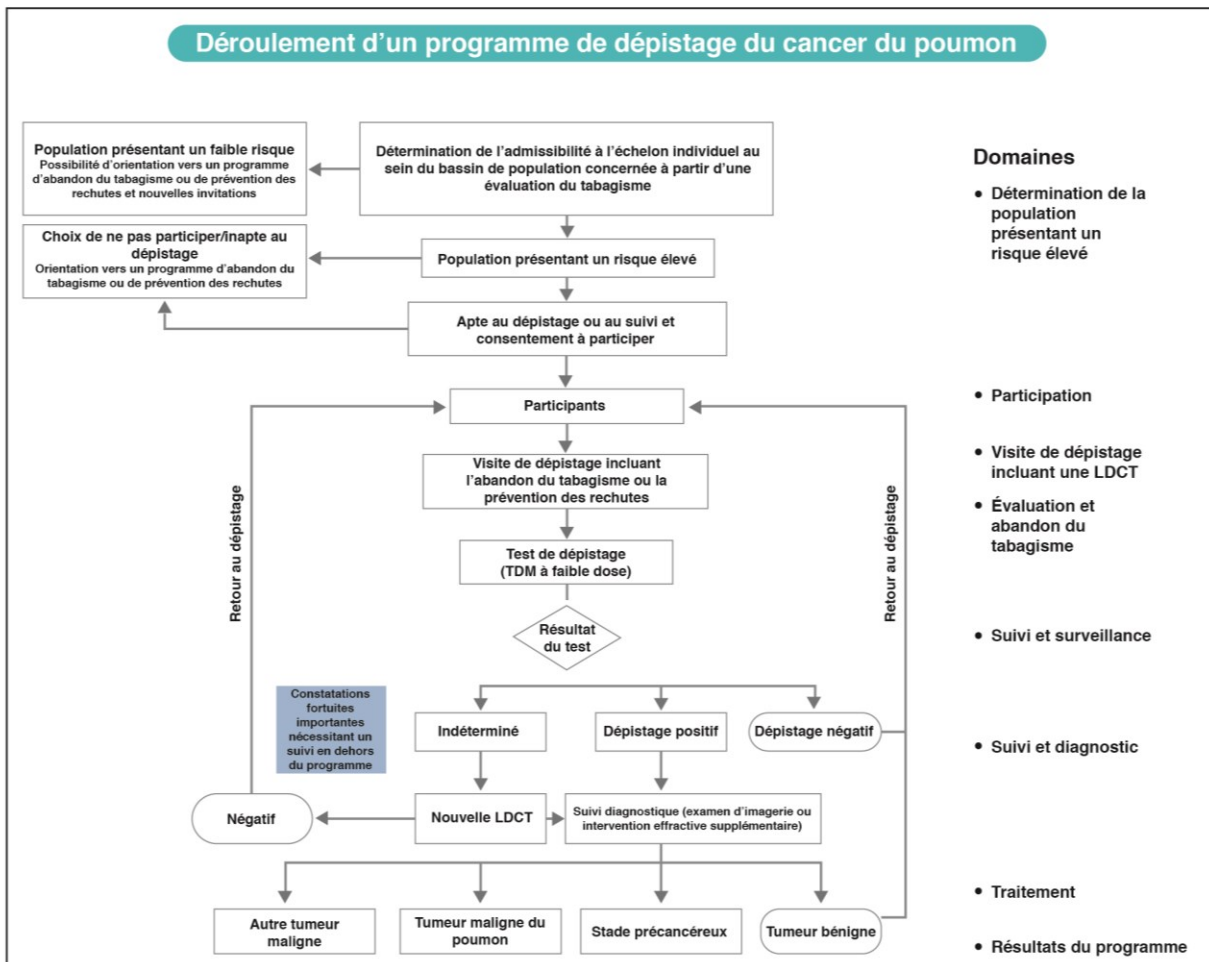 Déroulement d'un programme de dépistage du cancer du poumon
Population présentant un faible risque
Possibilité d'orientation vers un programme
d'abandon du tabagisme ou de prévention des
rechutes et nouvelles invitations
Détermination de l'admissibilité à l'échelon individuel au
sein du bassin de population concernée à partir d'une
évaluation du tabagisme
Choix de ne pas participer/inapte au
dépistage
Orientation vers un programme d'abandon du
tabagisme ou de prévention des rechutes
Population présentant un risque élevé
Apte au dépistage ou au suivi et
consentement à participer
Participants
Visite de dépistage incluant
l'abandon du tabagisme ou la
prévention des rechutes
Test de dépistage
(TDM à faible dose)
Résultat
du test
Retour au dépistage
Retour au dépistage
Constatations
fortuites
importantes
nécessitant un
suivi en dehors
du programme
Indéterminé
Dépistage positif
Dépistage négatif
Négatif
Nouvelle LDCT
Suivi diagnostique (examen d'imagerie ou
intervention effractive supplémentaire)
Autre tumeur
maligne
Tumeur maligne du
poumon
Stade précancéreux
Tumeur bénigne
Domaines
• Détermination de la
population
présentant un
risque élevé
• Participation
• Visite de dépistage
incluant une LDCT
• Évaluation et
abandon du
tabagisme
• Suivi et surveillance
• Suivi et diagnostic
• Traitement
• Résultats du programme